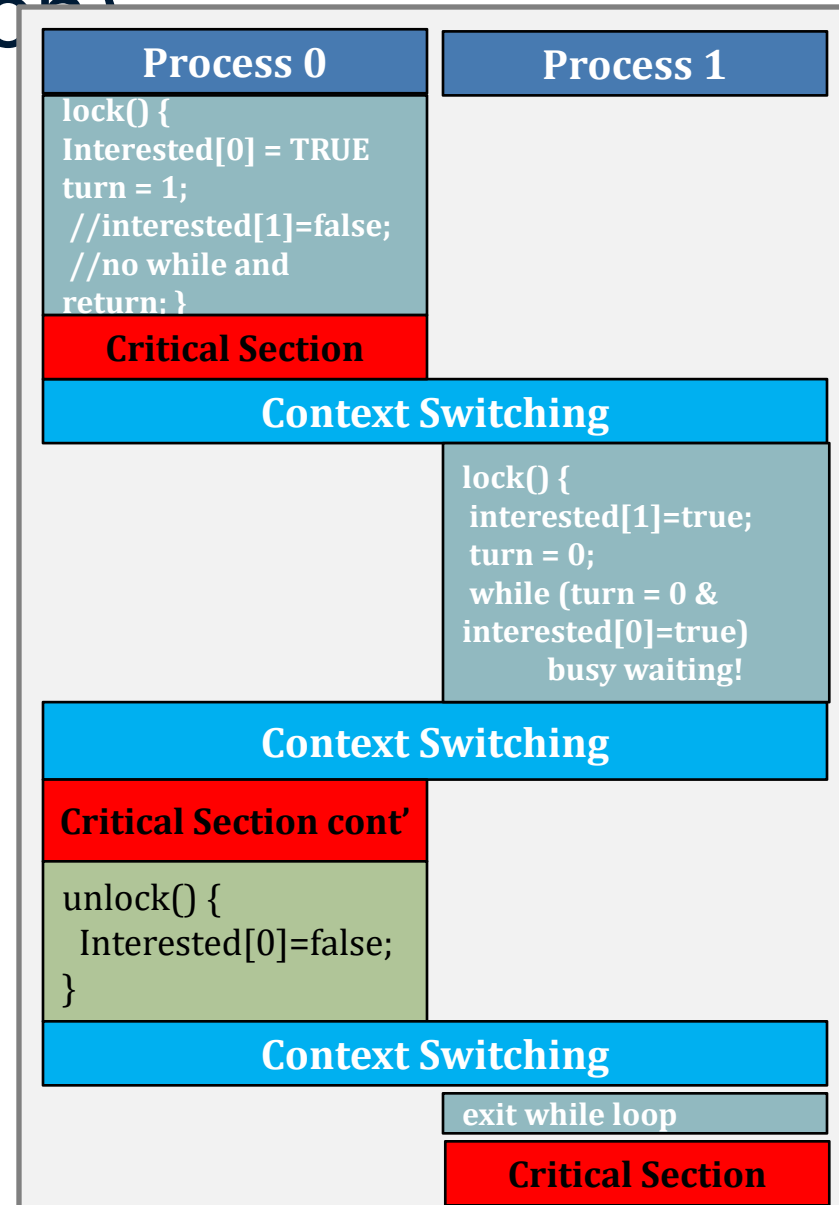 Process 0
Process 1
lock() {
Interested[0] = TRUE
turn = 1;
//interested[1]=false;
//no while and
return; }
Critical Section
Context Switching
lock() {
interested[1]=true;
turn = 0;
while (turn = 0 &
interested[0]=true)
busy waiting!
Context Switching
Critical Section cont’
unlock() {
Interested[0]=false;
}
Context Switching
exit while loop
Critical Section